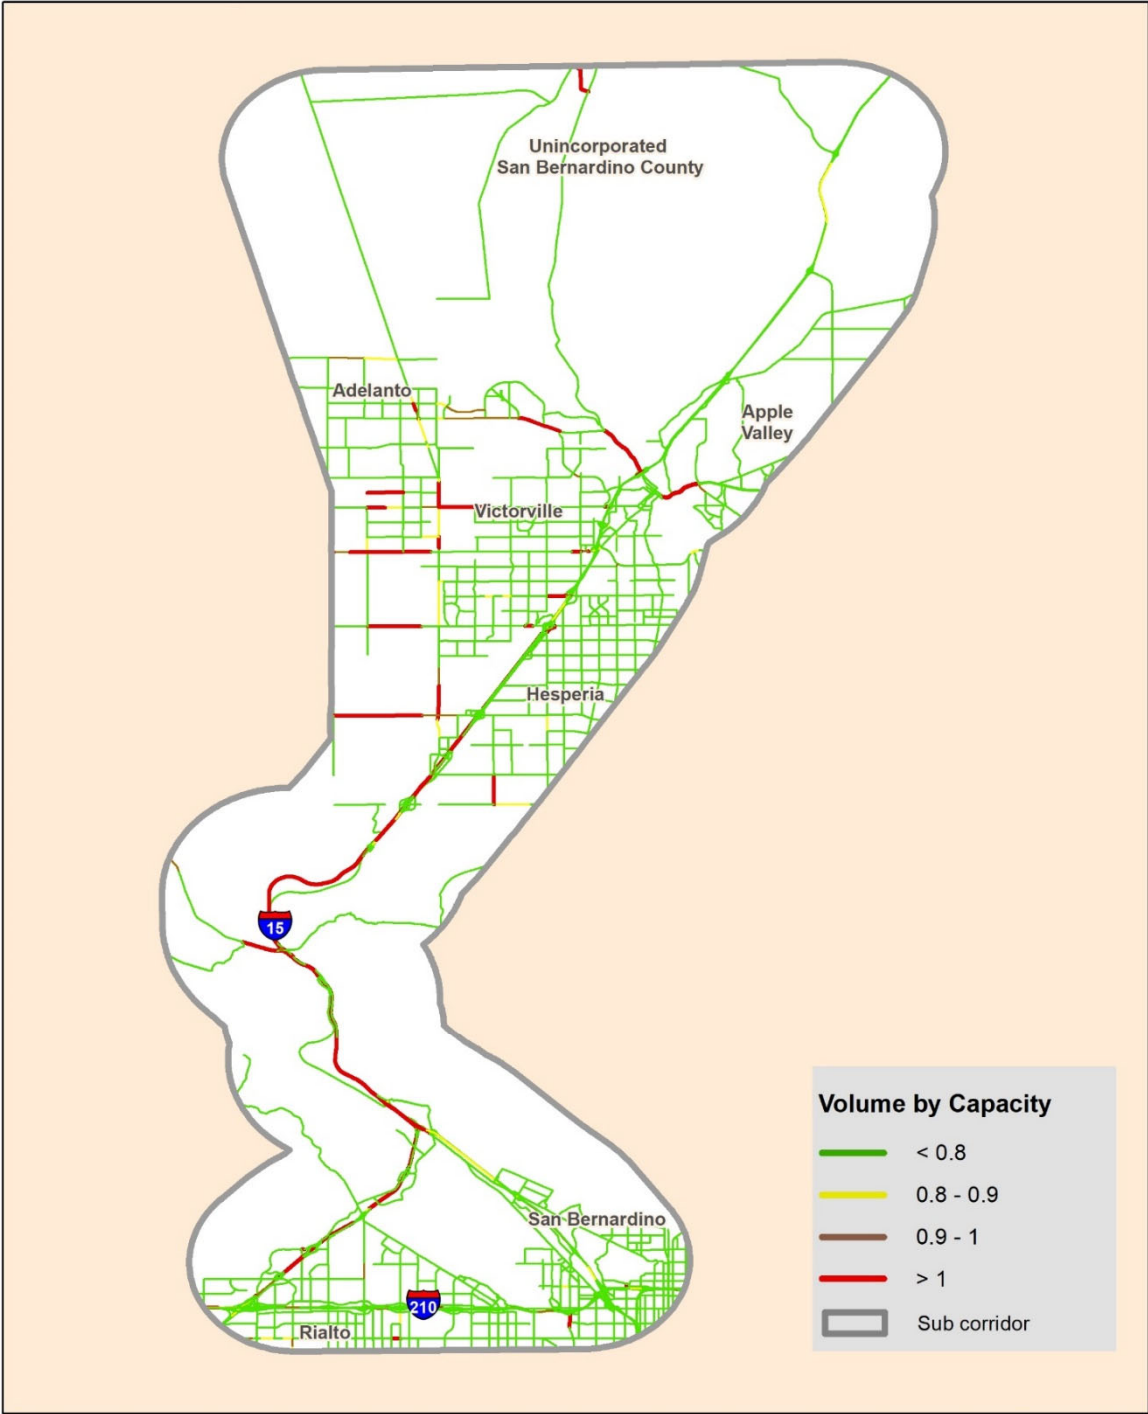 Unincorporated
San Bernardino County
Adelanto
Apple
Valley
Victorville
Hesperia
15
Volume by Capacity
< 0.8
0.8 - 0.9
0.9 - 1
> 1
Sub corridor
San Bernardino
210
Rialto